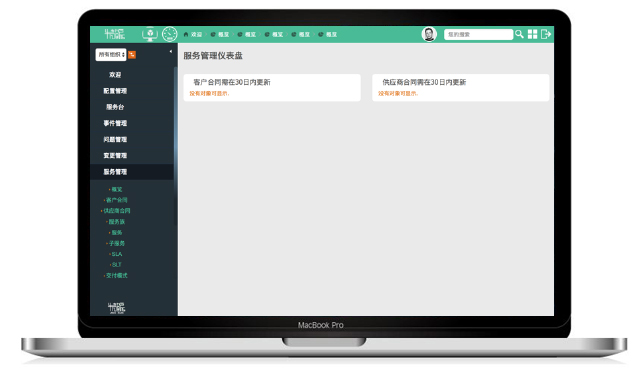 欢迎 概览 概览 概览 概览 概览
您的搜索
所有组织
欢迎
配置管理
服务台
事件管理
问题管理
变更管理
服务管理
概览
客户合同
供应商合同
服务族
服务
子服务
SLA
SLT
交付模式
服务管理仪表盘
客户合同需在30日内更新
没有对象可显示.
供应商合同需在30日内更新
没有对象可显示.
MacBook Pro